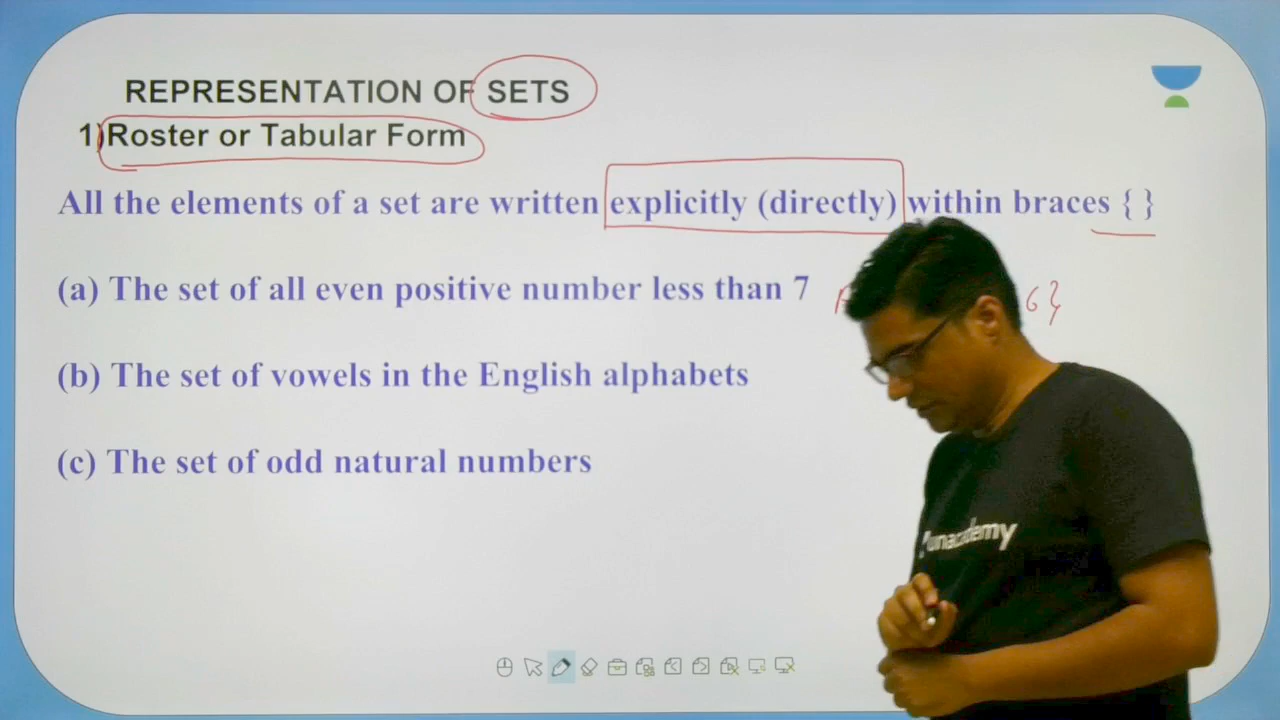 REPRESENTATION OF SETS
1)Roster or Tabular Form
All the elements of a set are written explicitly (directly) within braces { }
(a) The set of all even positive number less than 7 6}
(b) The set of vowels in the English alphabets
(c) The set of odd natural numbers
unacademy